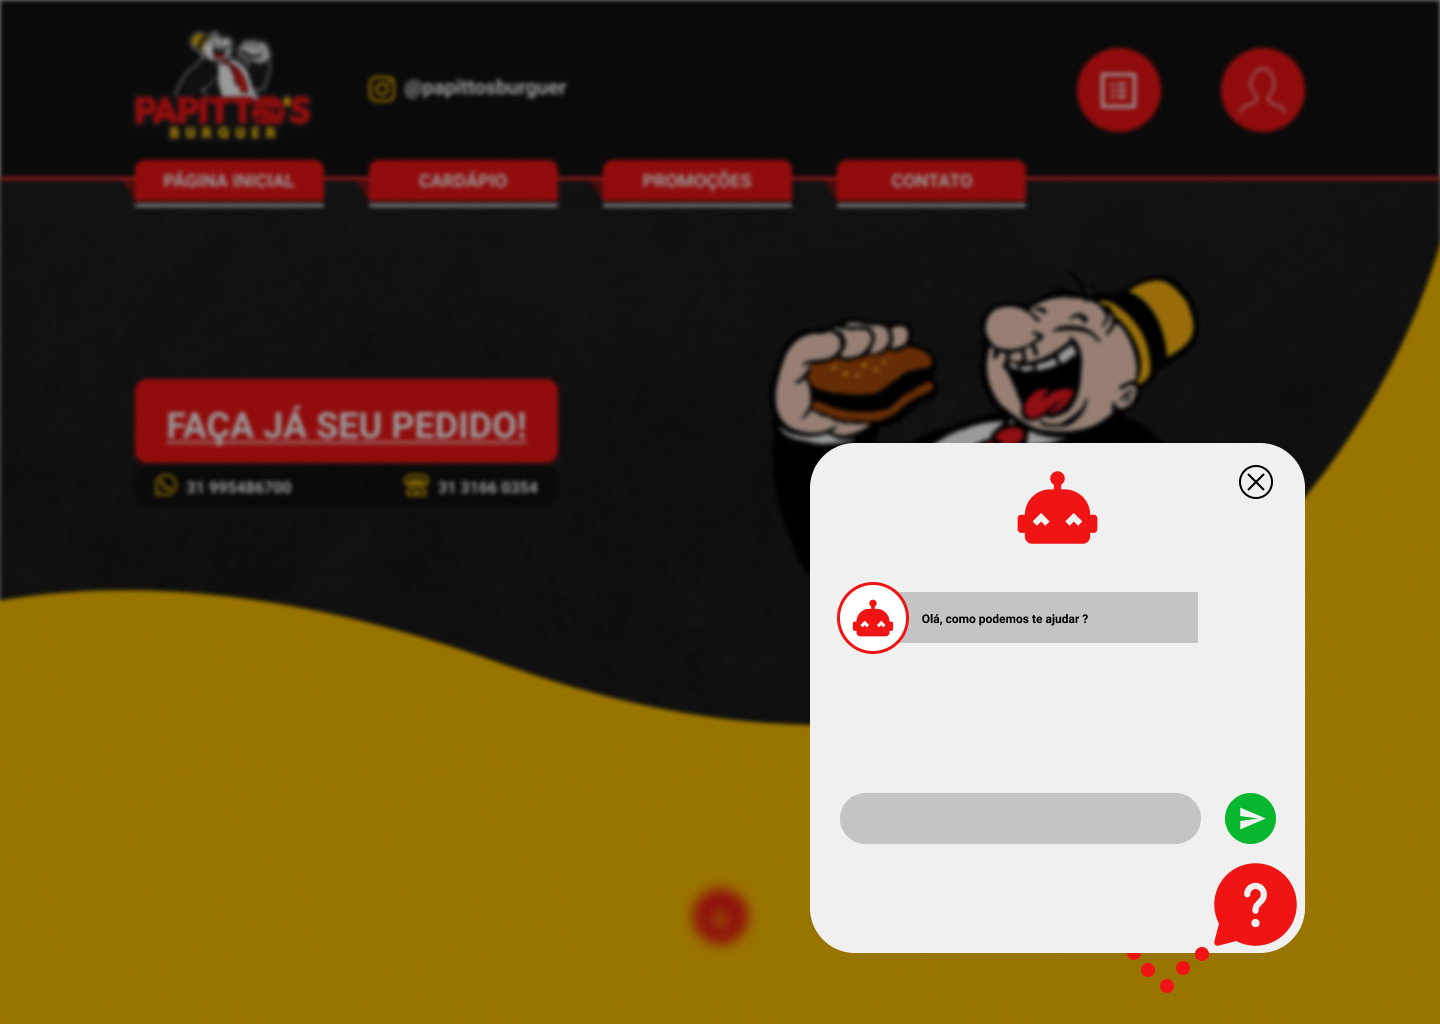 PAPITTO'S
BURGUER
@papittosburguer
PÁGINA INICIAL
CARDÁPIO
PROMOÇÕES
CONTATO
FAÇA JÁ SEU PEDIDO!
31 995486700
31 3166 0354
Olá, como podemos te ajudar ?
?